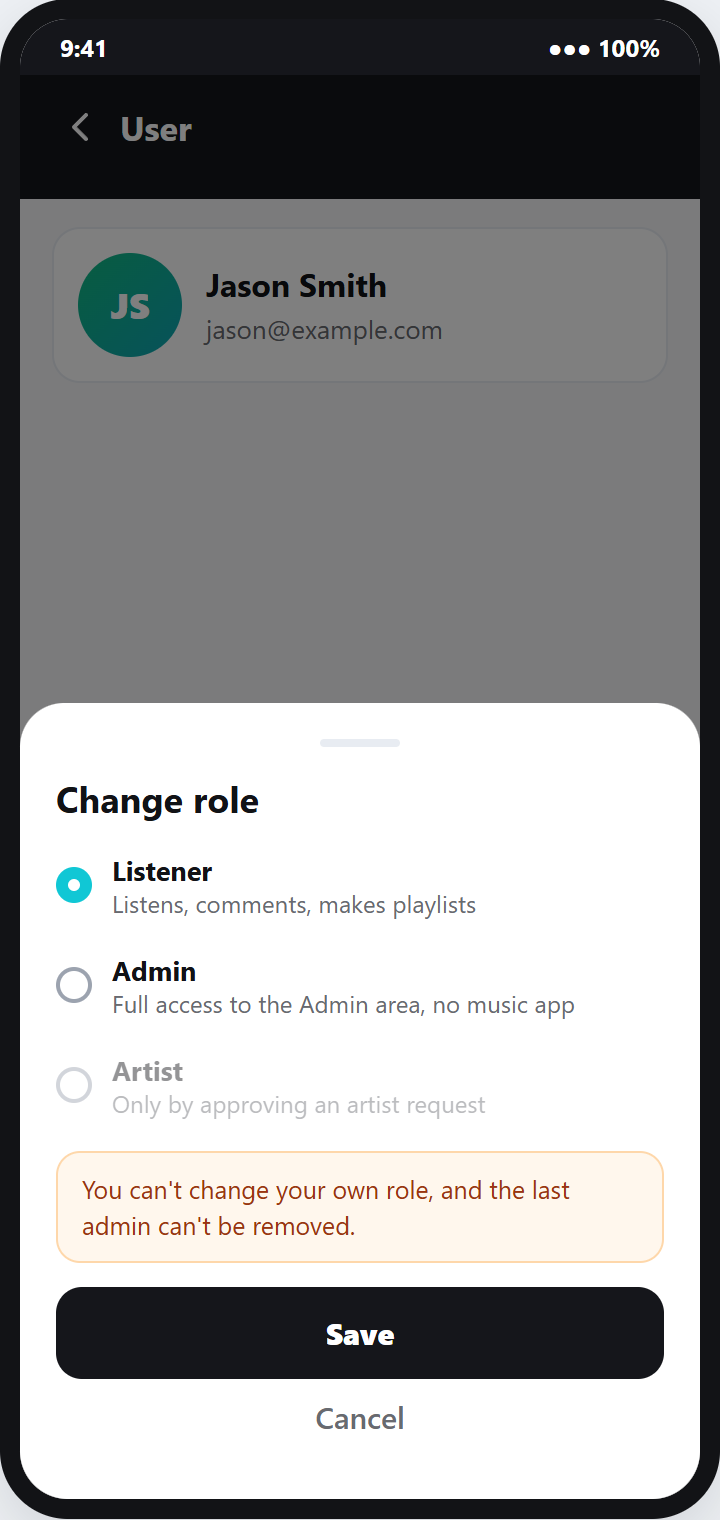 9:41
●●● 100%
User
JS
Jason Smith
jason@example.com
Change role
Listener
Listens, comments, makes playlists
Admin
Full access to the Admin area, no music app
Artist
Only by approving an artist request
You can't change your own role, and the last
admin can't be removed.
Save
Cancel